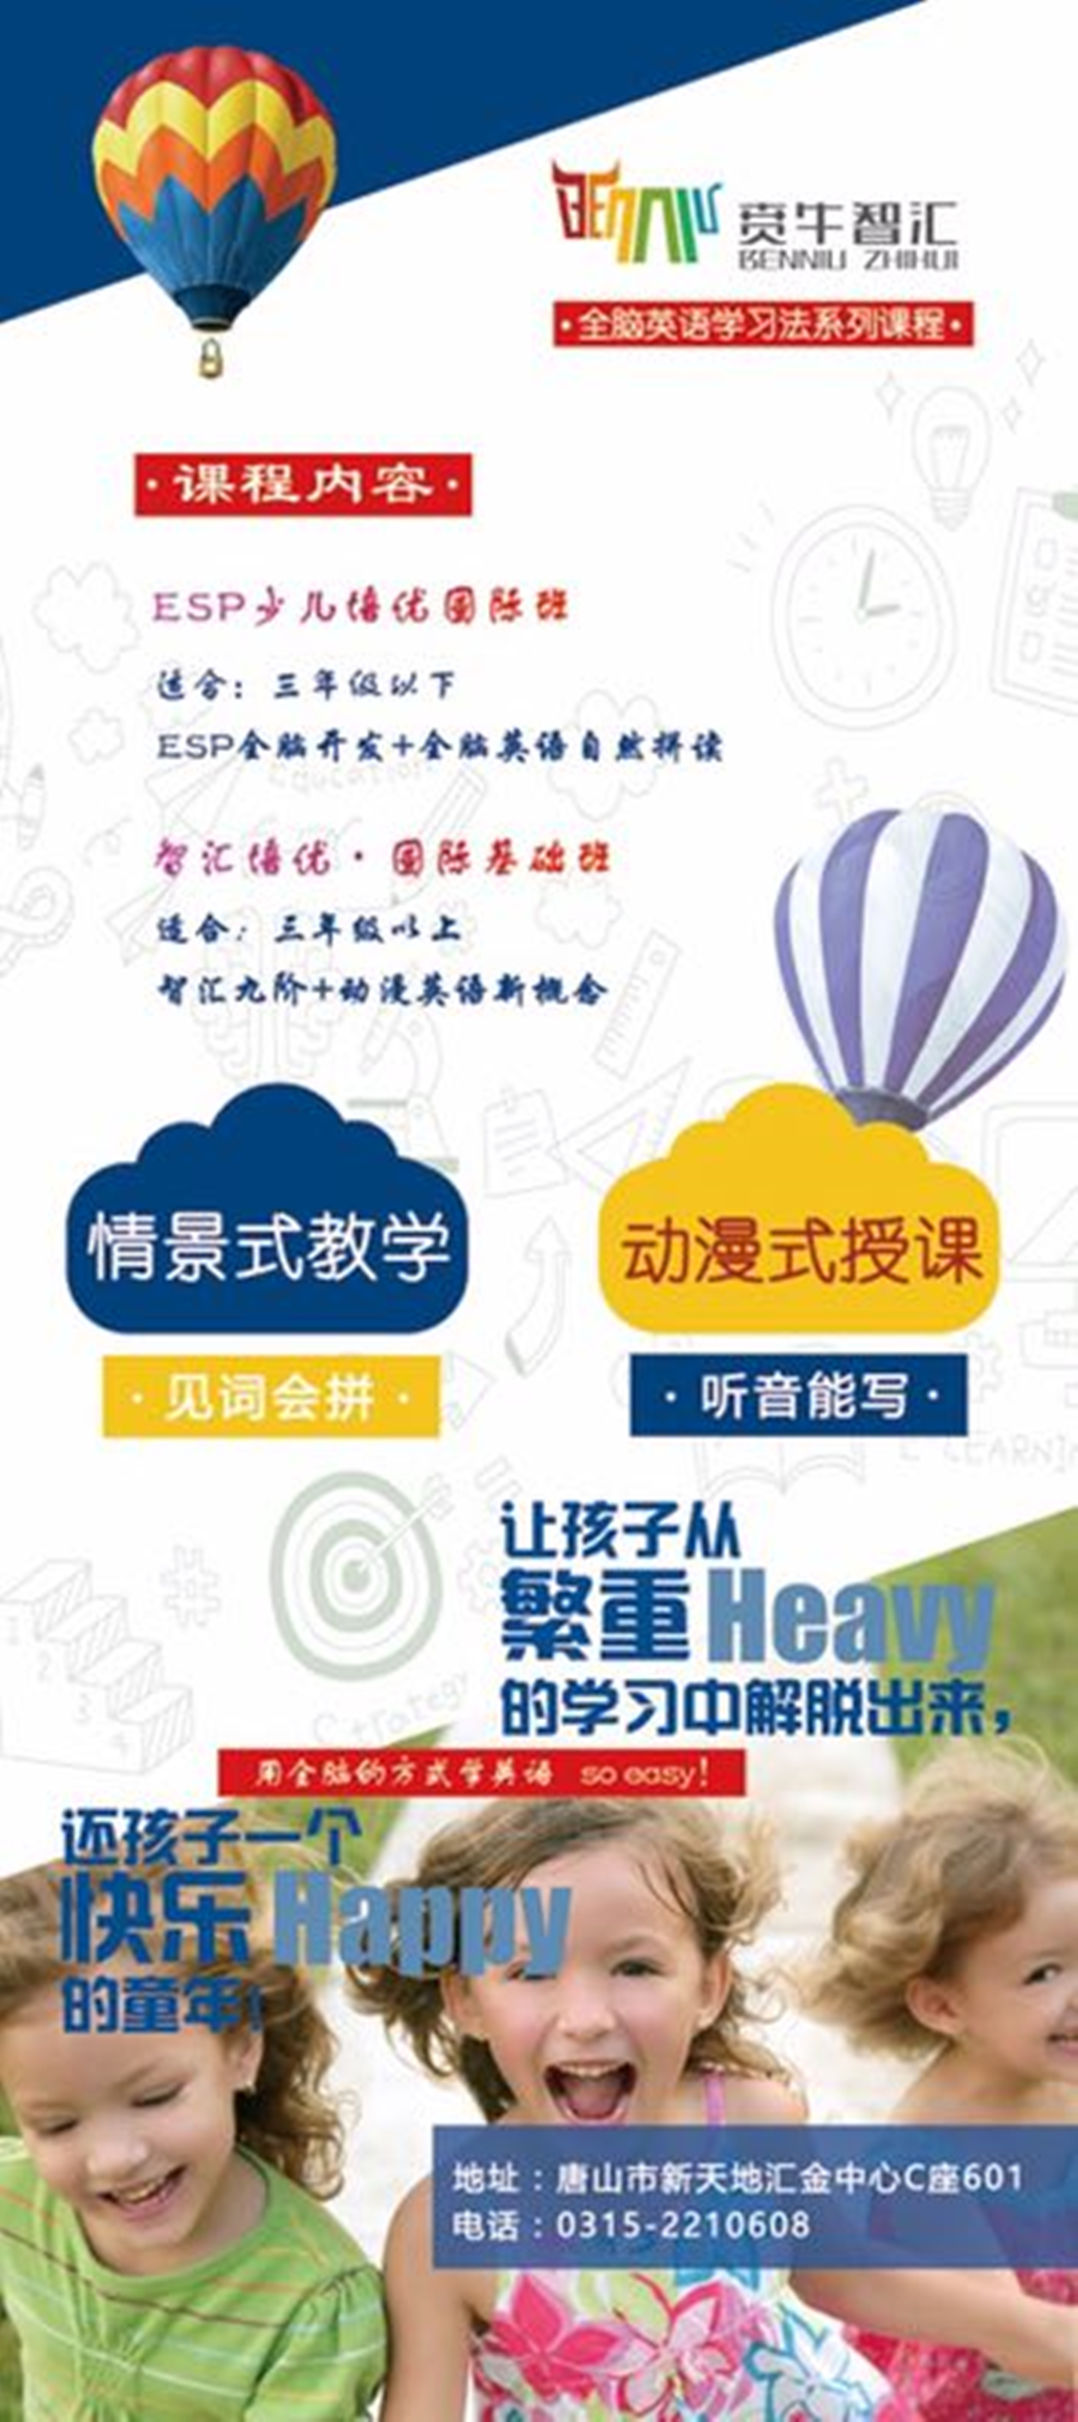 BENNIU
贲牛智汇
BENNIU ZHIHUI
·全脑英语学习法系列课程·
·课程内容·
ESP少儿培优国际班
适合：三年级以下
ESP全脑开发+全脑英语自然拼读
Education
智汇培优·国际基础班
适合：三年级以上
智汇九阶+动漫英语新概念
情景式教学
动漫式授课
·见词会拼·
·听音能写·
E-LEARNIN
让孩子从
繁重Heavy
的学习中解脱出来，
1
2
3
4
Strategy
用全脑的方式学英语 so easy!
还孩子一个
快乐Happy
的童年！
地址：唐山市新天地汇金中心C座601
电话：0315-2210608